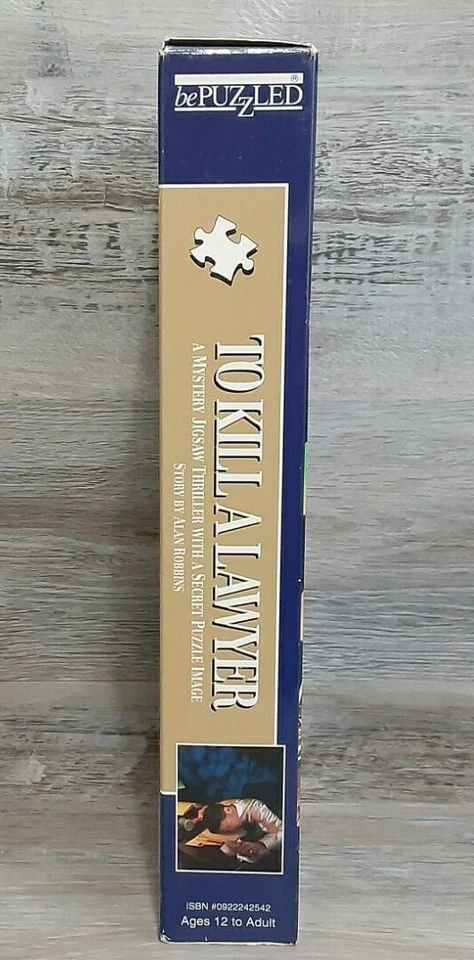 bePUZZLED®
TO KILL A LAWYER
A MYSTERY JIGSAW THRILLER WITH A SECRET PUZZLE IMAGE
STORY BY ALAN ROBBINS
ISBN #0922242542
Ages 12 to Adult